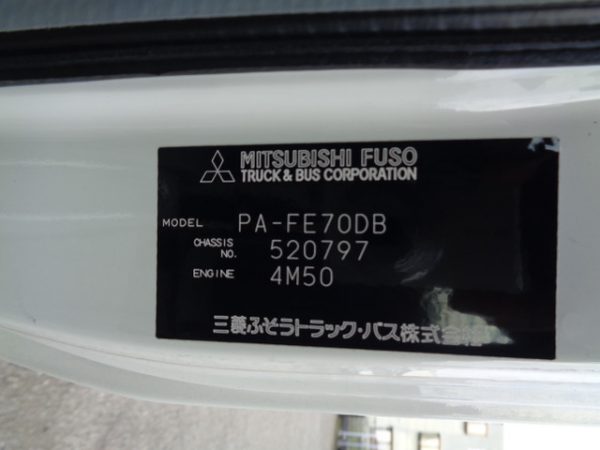 MITSUBISHI FUSO
TRUCK & BUS CORPORATION
MODEL PA-FE70DB
CHASSIS NO. 520797
ENGINE 4M50
三菱ふそうトラック・バス株式会社